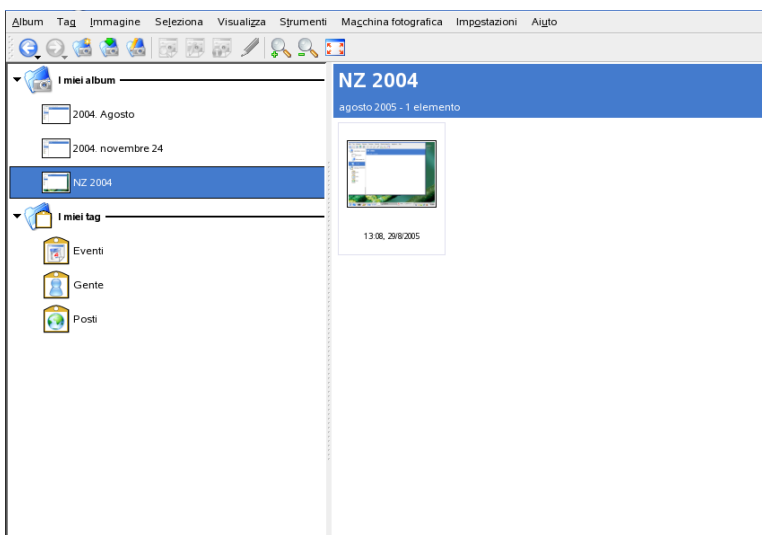 Album Tag Immagine Seleziona Visualizza Strumenti Macchina fotografica Impostazioni Aiuto
I miei album
2004. Agosto
2004. novembre 24
NZ 2004
I miei tag
Eventi
Gente
Posti
NZ 2004
agosto 2005 - 1 elemento
13:08, 29/8/2005